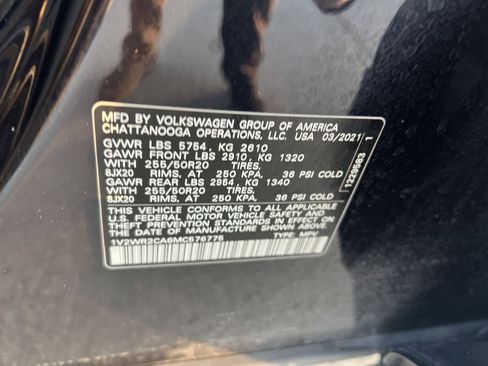 MFD BY VOLKSWAGEN GROUP OF AMERICA
CHATTANOOGA OPERATIONS, LLC. USA 03/2021
GVWR LBS 5754, KG 2610
GAWR FRONT LBS 2910, KG 1320
WITH 255/50R20 TIRES,
8JX20 RIMS, AT 250 KPA, 36 PSI COLD
GAWR REAR LBS 2954, KG 1340
WITH 255/50R20 TIRES,
8JX20 RIMS, AT 250 KPA, 36 PSI COLD
THIS VEHICLE CONFORMS TO ALL APPLICABLE
U.S. FEDERAL MOTOR VEHICLE SAFETY AND
THEFT PREVENTION STANDARDS IN EFFECT ON
THE DATE OF MANUFACTURE SHOWN ABOVE.
1V2WR2CA6MC576775 TYPE: MPV
1229583 1